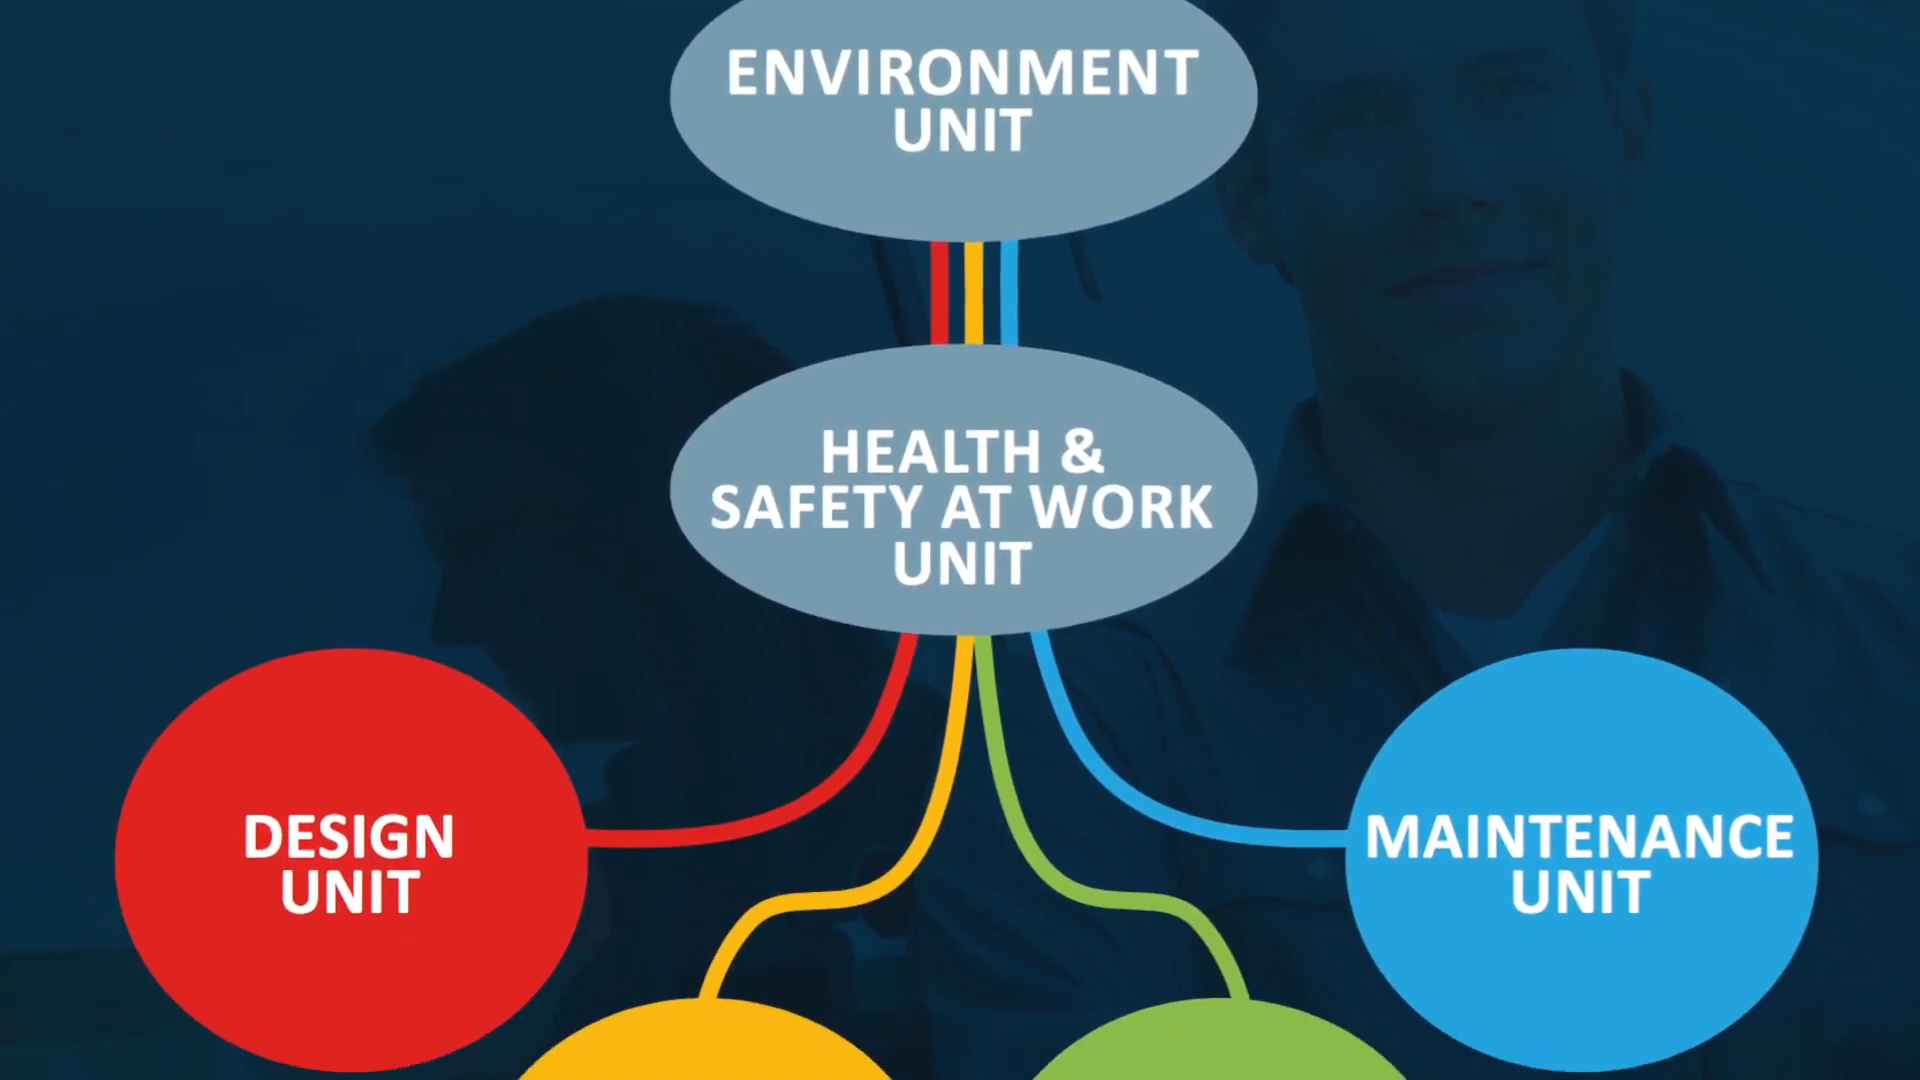 ENVIRONMENT
UNIT
HEALTH &
SAFETY AT WORK
UNIT
DESIGN
UNIT
MAINTENANCE
UNIT